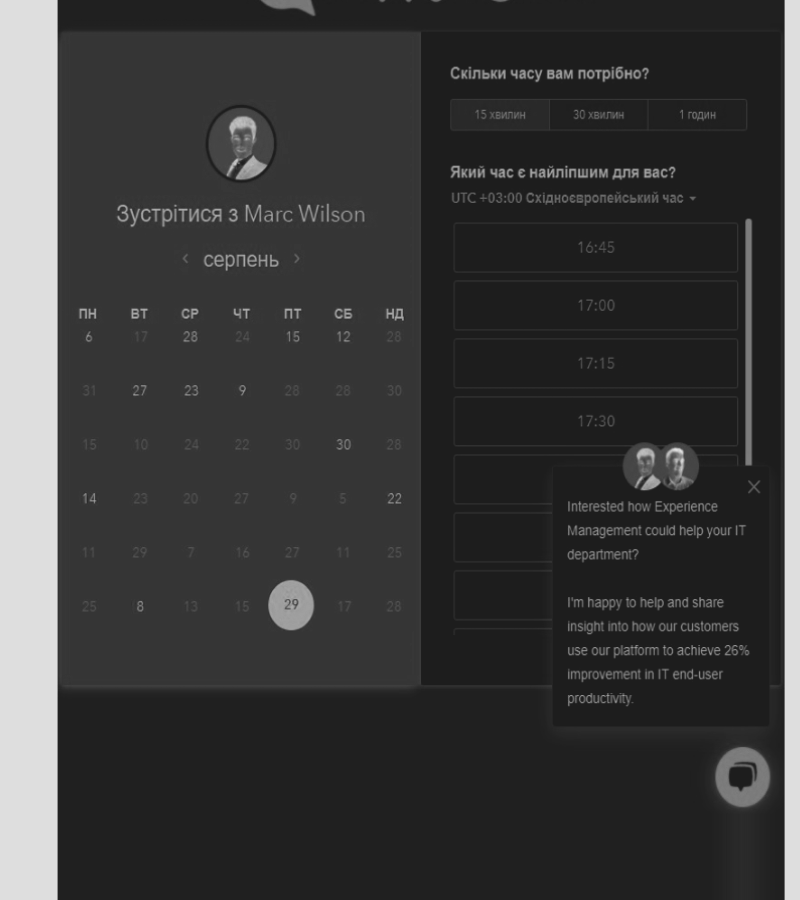 Зустрітися з Marc Wilson
серпень
ПН ВТ СР ЧТ ПТ СБ НД
6 17 28 24 15 12 28
31 27 23 9 28 28 30
15 10 24 22 30 30 28
14 23 20 27 9 5 22
11 29 7 16 27 11 25
25 8 13 15 29 17 28
Скільки часу вам потрібно?
15 хвилин 30 хвилин 1 годин
Який час є найліпшим для вас?
UTC +03:00 Східноєвропейський час
16:45
17:00
17:15
17:30
Interested how Experience
Management could help your IT
department?
I'm happy to help and share
insight into how our customers
use our platform to achieve 26%
improvement in IT end-user
productivity.